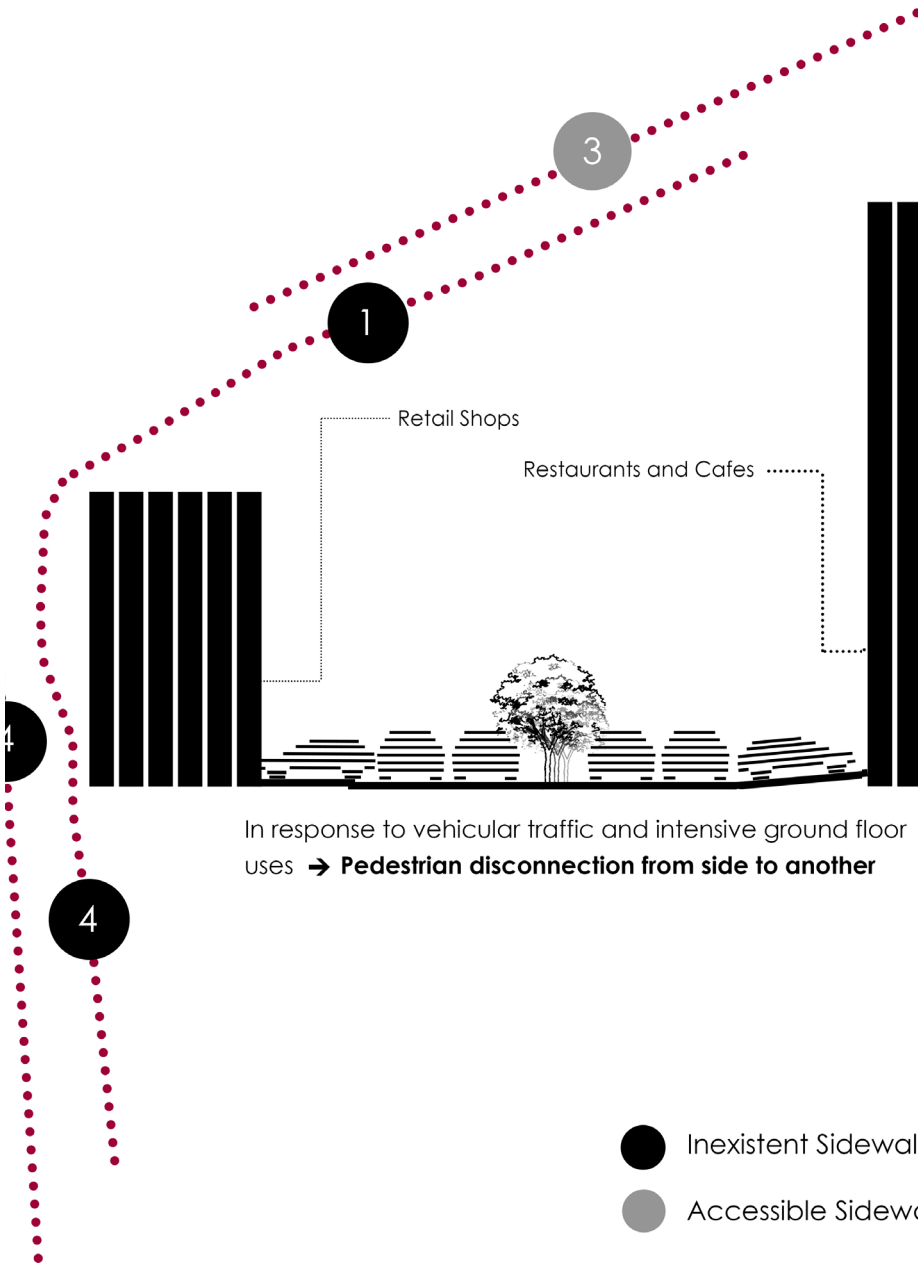 3
1
Retail Shops
Restaurants and Cafes
4
In response to vehicular traffic and intensive ground floor
uses → Pedestrian disconnection from side to another
4
Inexistent Sidewal
Accessible Sidew